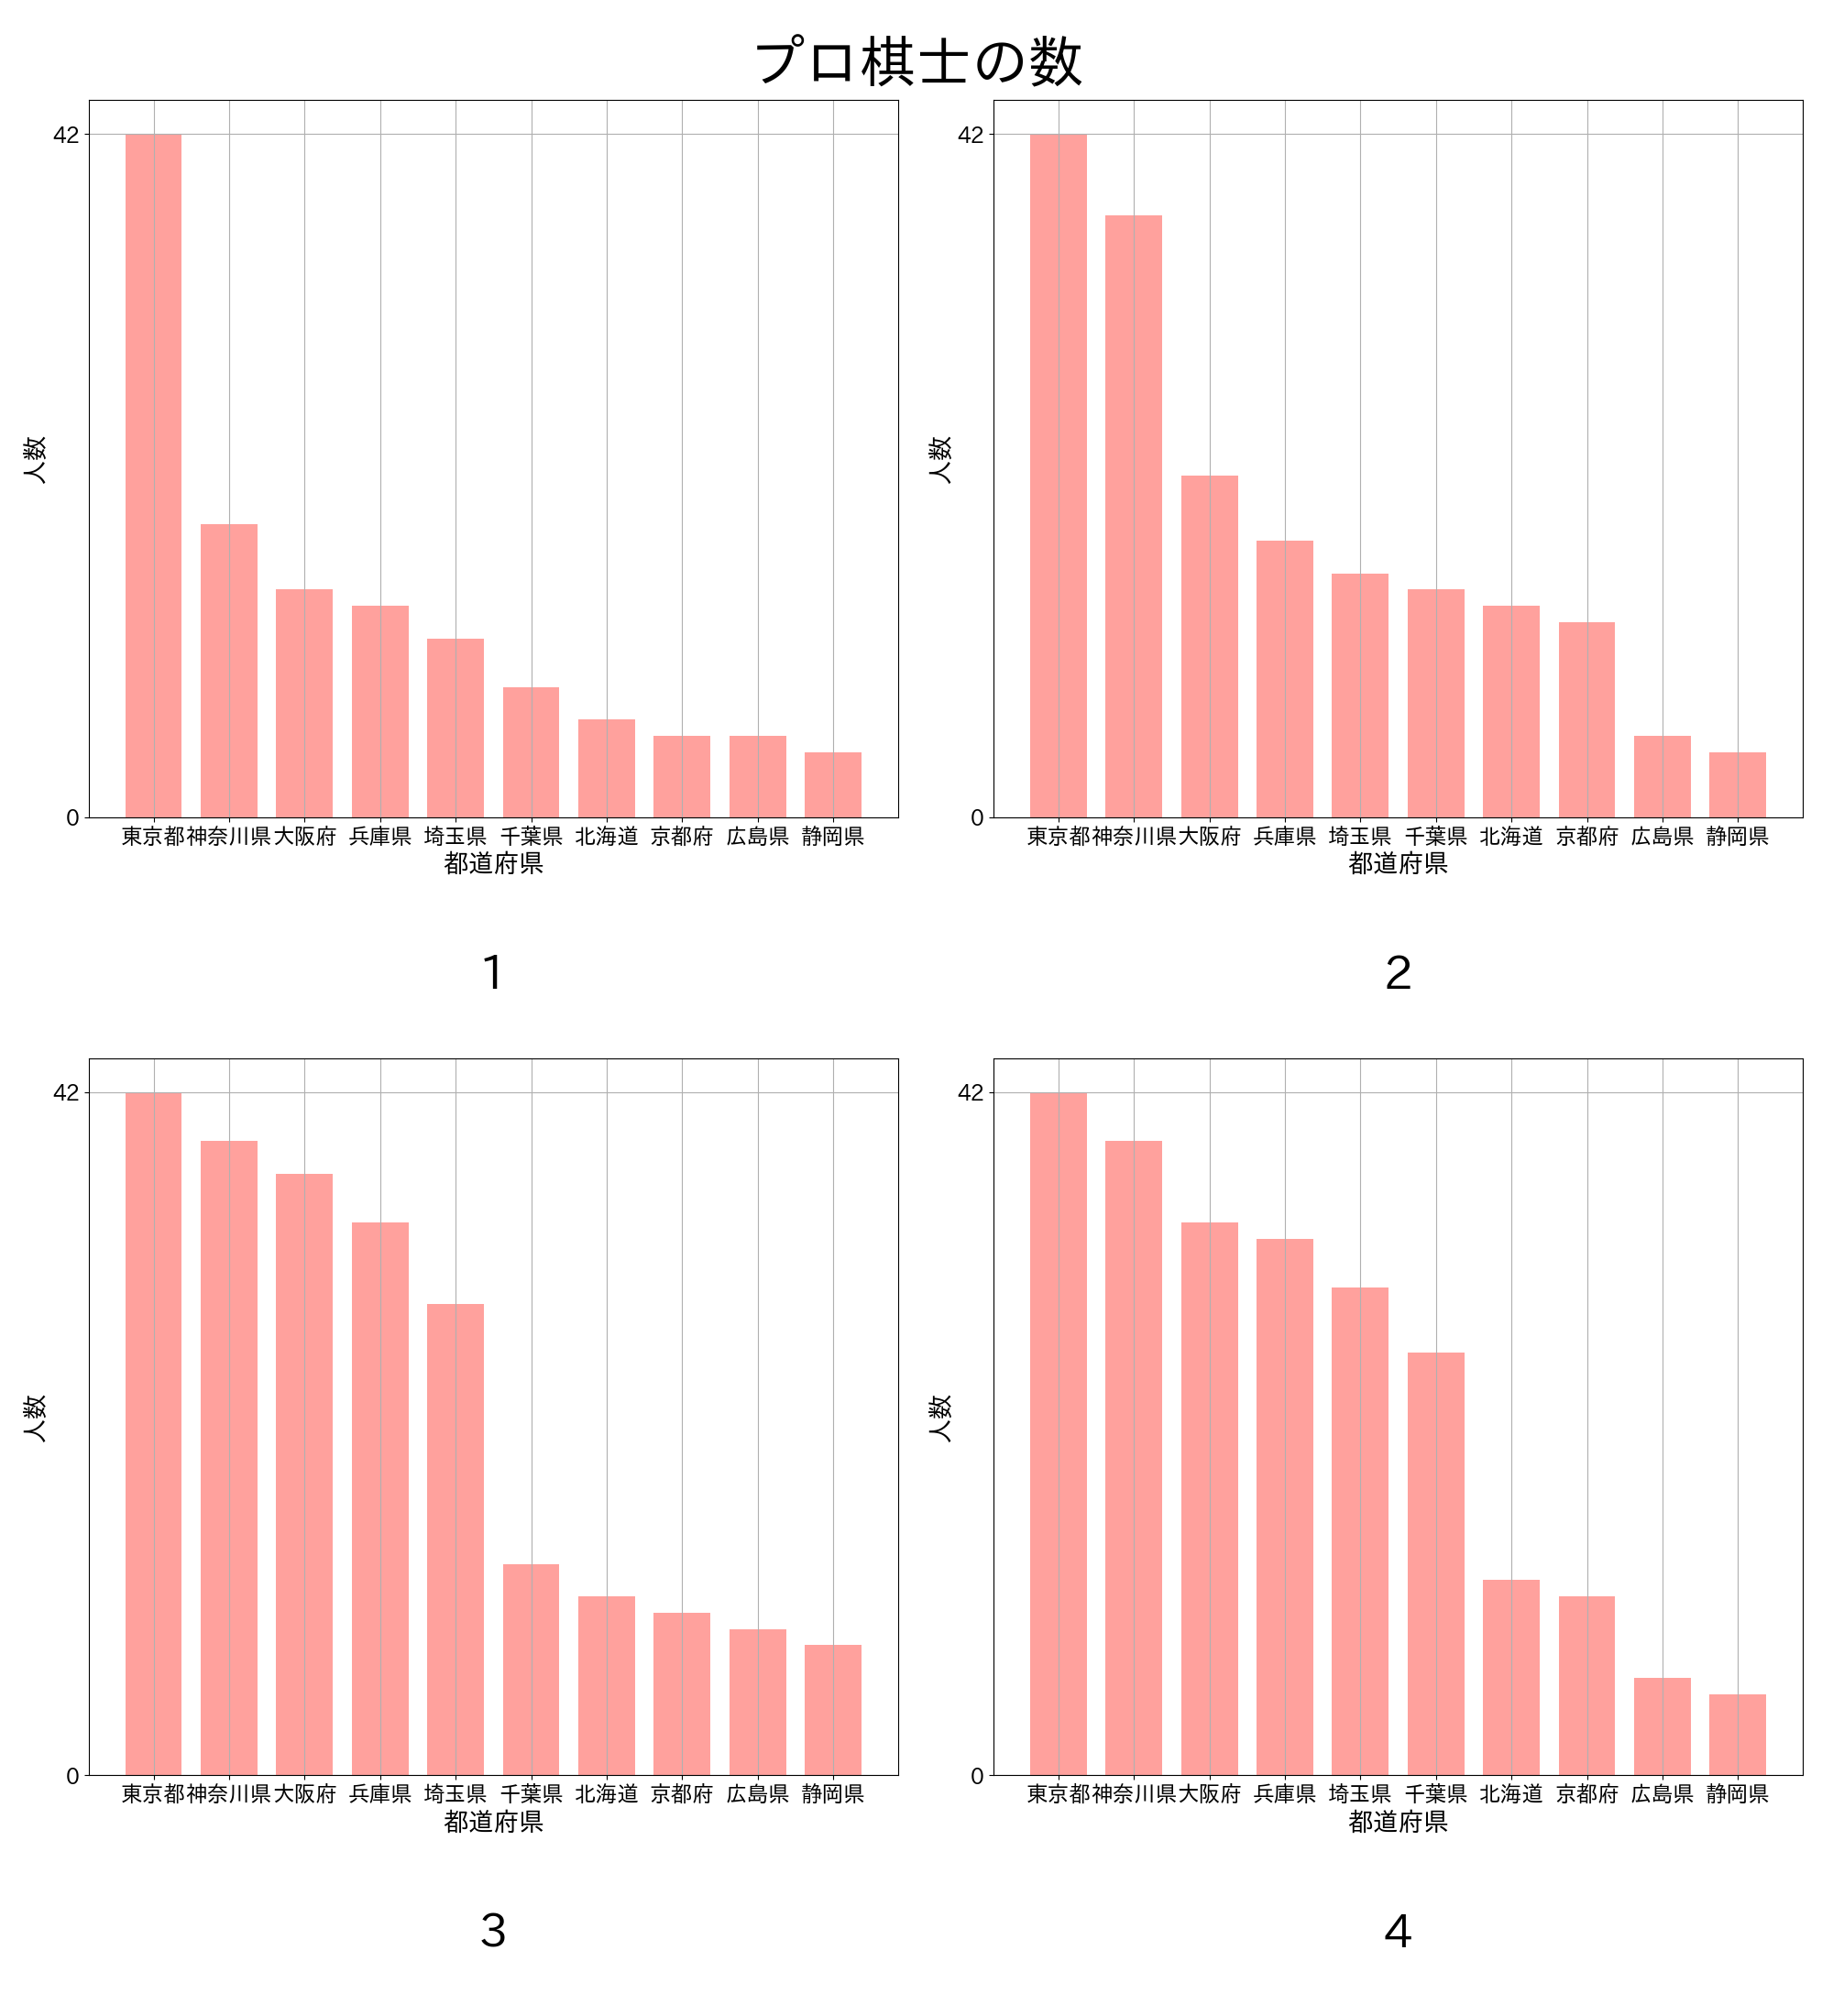 プロ棋士の数
42
0
人数
東京都 神奈川県 大阪府 兵庫県 埼玉県 千葉県 北海道 京都府 広島県 静岡県
都道府県
1
42
0
人数
東京都 神奈川県 大阪府 兵庫県 埼玉県 千葉県 北海道 京都府 広島県 静岡県
都道府県
2
42
0
人数
東京都 神奈川県 大阪府 兵庫県 埼玉県 千葉県 北海道 京都府 広島県 静岡県
都道府県
3
42
0
人数
東京都 神奈川県 大阪府 兵庫県 埼玉県 千葉県 北海道 京都府 広島県 静岡県
都道府県
4